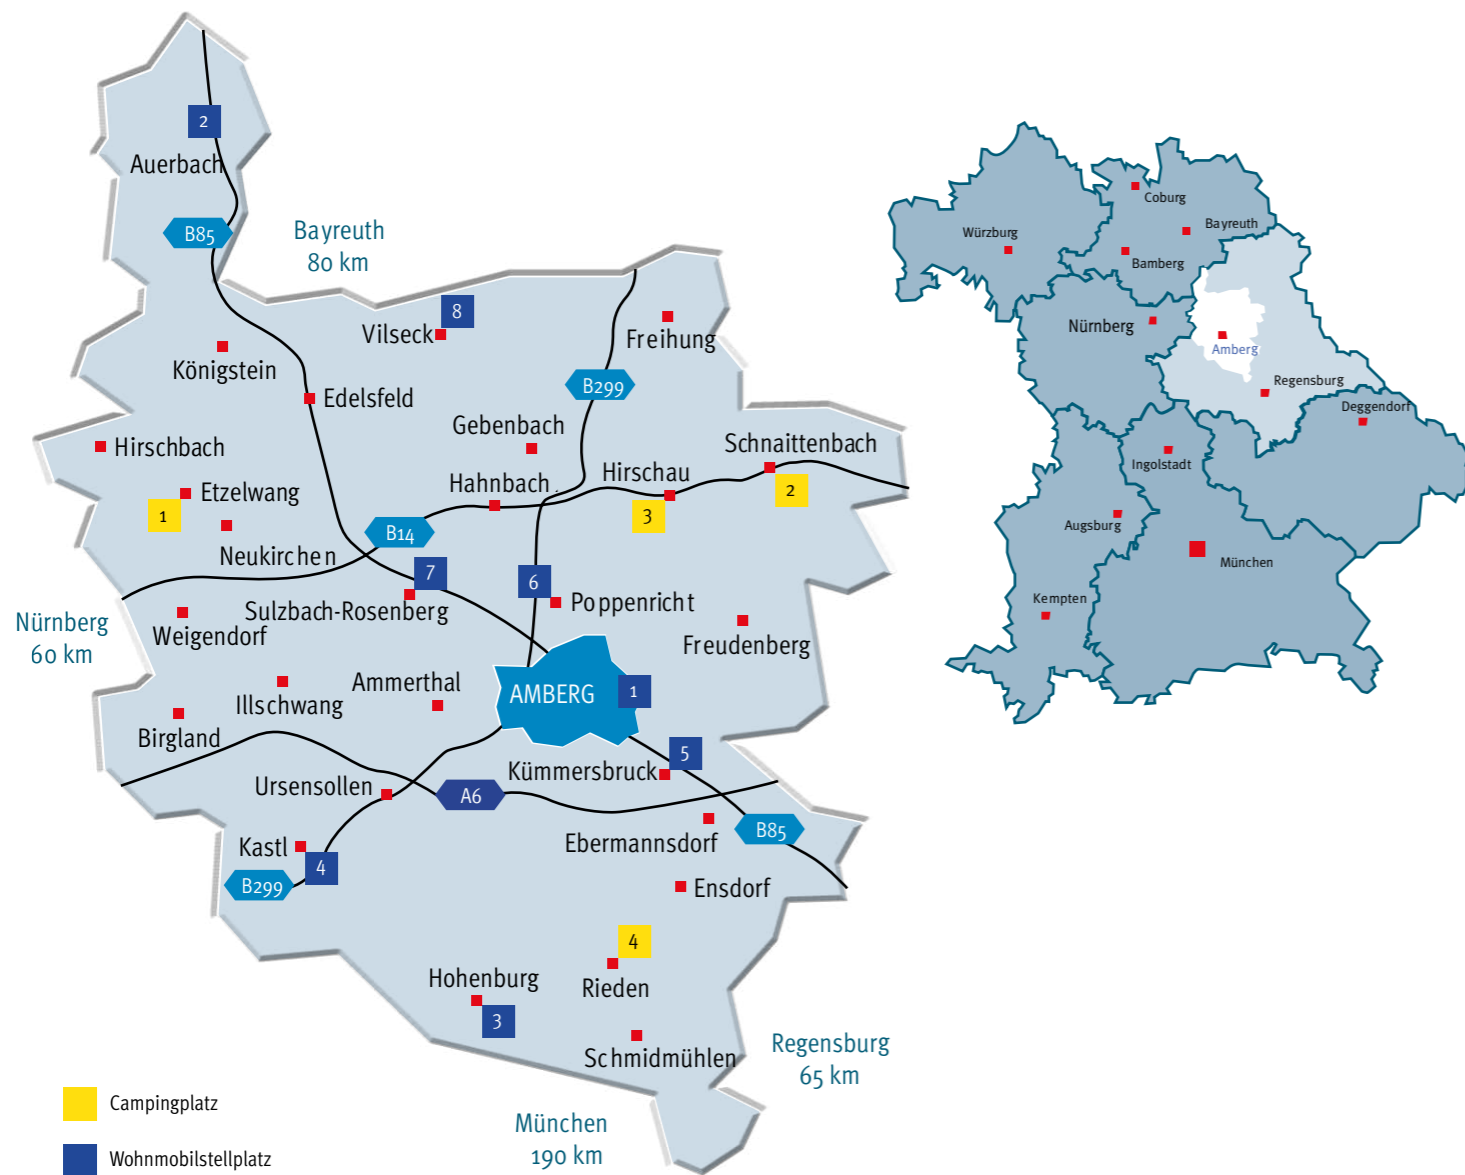 2
Auerbach
B85
Bayreuth
80 km
8
Vilseck
Freihung
Königstein
B299
Edelsfeld
Gebenbach
Hirschbach
Schnaittenbach
Etzelwang
Hahnbach
Hirschau
2
1
3
B14
Neukirchen
7
6
Sulzbach-Rosenberg
Poppenricht
Nürnberg
60 km
Weigendorf
Freudenberg
Ammerthal
AMBERG
1
Illschwang
Birgland
5
Kümmersbruck
Ursensollen
A6
Ebermannsdorf
B85
Kastl
4
B299
Ensdorf
4
Hohenburg
Rieden
3
Schmidmühlen
Regensburg
65 km
München
190 km
Campingplatz
Wohnmobilstellplatz
Coburg
Würzburg
Bayreuth
Bamberg
Nürnberg
Amberg
Regensburg
Deggendorf
Ingolstadt
Augsburg
München
Kempten